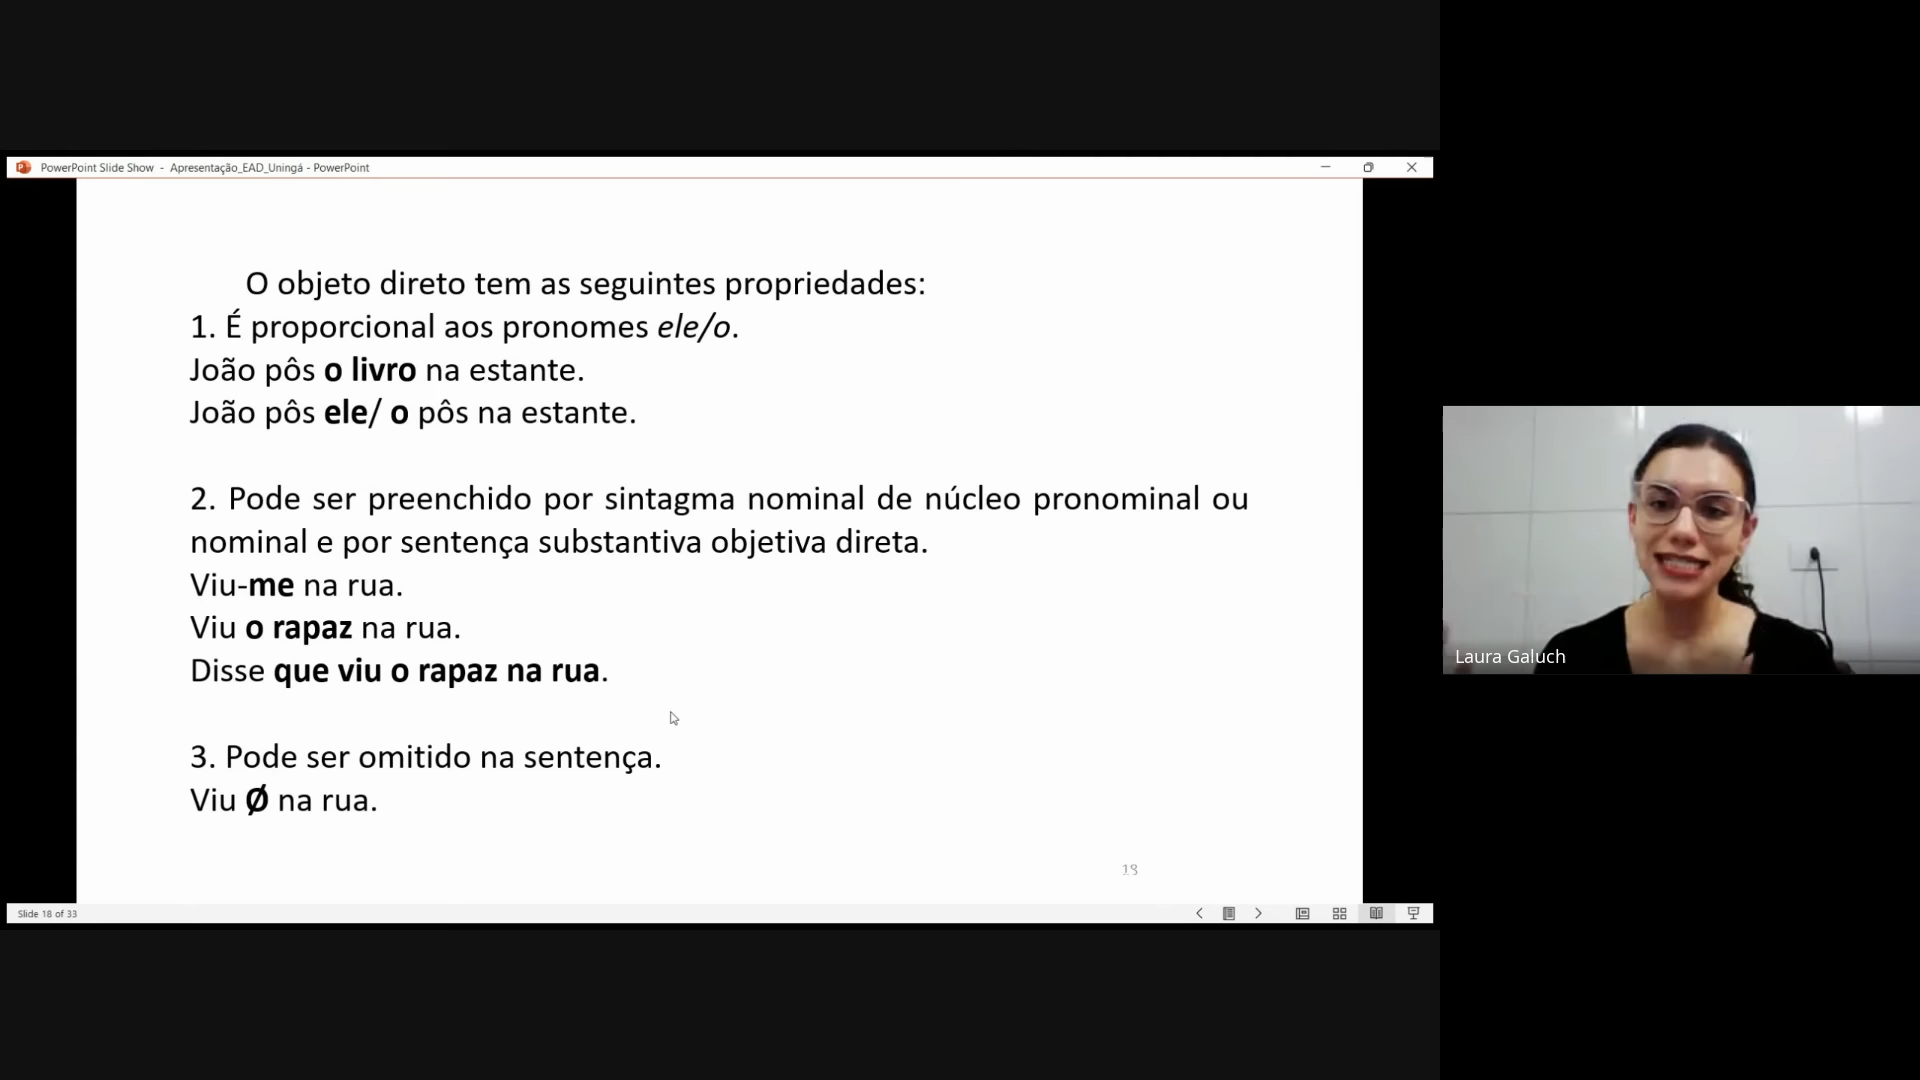 PowerPoint Slide Show - Apresentação_EAD_Uningá - PowerPoint
O objeto direto tem as seguintes propriedades:
1. É proporcional aos pronomes ele/o.
João pôs o livro na estante.
João pôs ele/ o pôs na estante.
2. Pode ser preenchido por sintagma nominal de núcleo pronominal ou
nominal e por sentença substantiva objetiva direta.
Viu-me na rua.
Viu o rapaz na rua.
Disse que viu o rapaz na rua.
3. Pode ser omitido na sentença.
Viu Ø na rua.
18
Slide 18 of 33
Laura Galuch